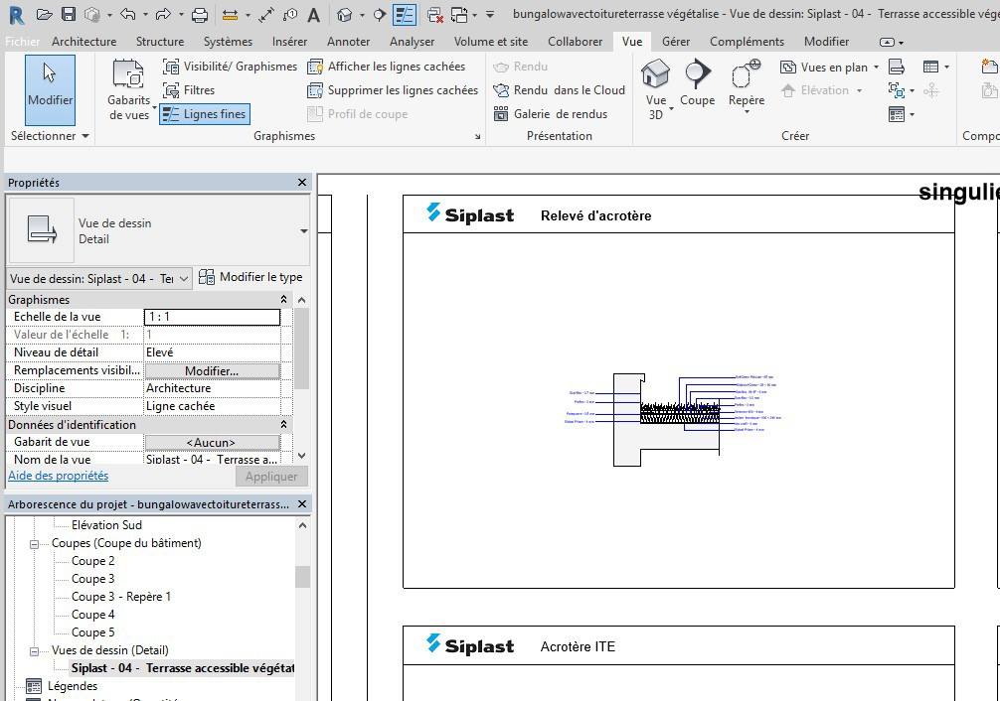 bungalowavectoitureterrasse végétalise - Vue de dessin: Siplast - 04 - Terrasse accessible vége
Fichier Architecture Structure Systèmes Insérer Annoter Analyser Volume et site Collaborer Vue Gérer Compléments Modifier
Modifier
Sélectionner
Gabarits de vues
Visibilité/ Graphismes
Filtres
Lignes fines
Afficher les lignes cachées
Supprimer les lignes cachées
Profil de coupe
Graphismes
Rendu
Rendu dans le Cloud
Galerie de rendus
Présentation
Vue 3D
Coupe
Repère
Vues en plan
Elévation
Créer
Compo
Propriétés
Vue de dessin
Detail
Vue de dessin: Siplast - 04 - Te
Modifier le type
Graphismes
Echelle de la vue 1 : 1
Valeur de l'échelle 1: 1
Niveau de détail Elevé
Remplacements visibil... Modifier...
Discipline Architecture
Style visuel Ligne cachée
Données d'identification
Gabarit de vue <Aucun>
Nom de la vue Siplast - 04 - Terrasse a...
Aide des propriétés Appliquer
Arborescence du projet - bungalowavectoitureterrass...
Elévation Sud
Coupes (Coupe du bâtiment)
Coupe 2
Coupe 3
Coupe 3 - Repère 1
Coupe 4
Coupe 5
Vues de dessin (Detail)
Siplast - 04 - Terrasse accessible végétat
Légendes
singulie
Siplast Relevé d'acrotère
Siplast Acrotère ITE